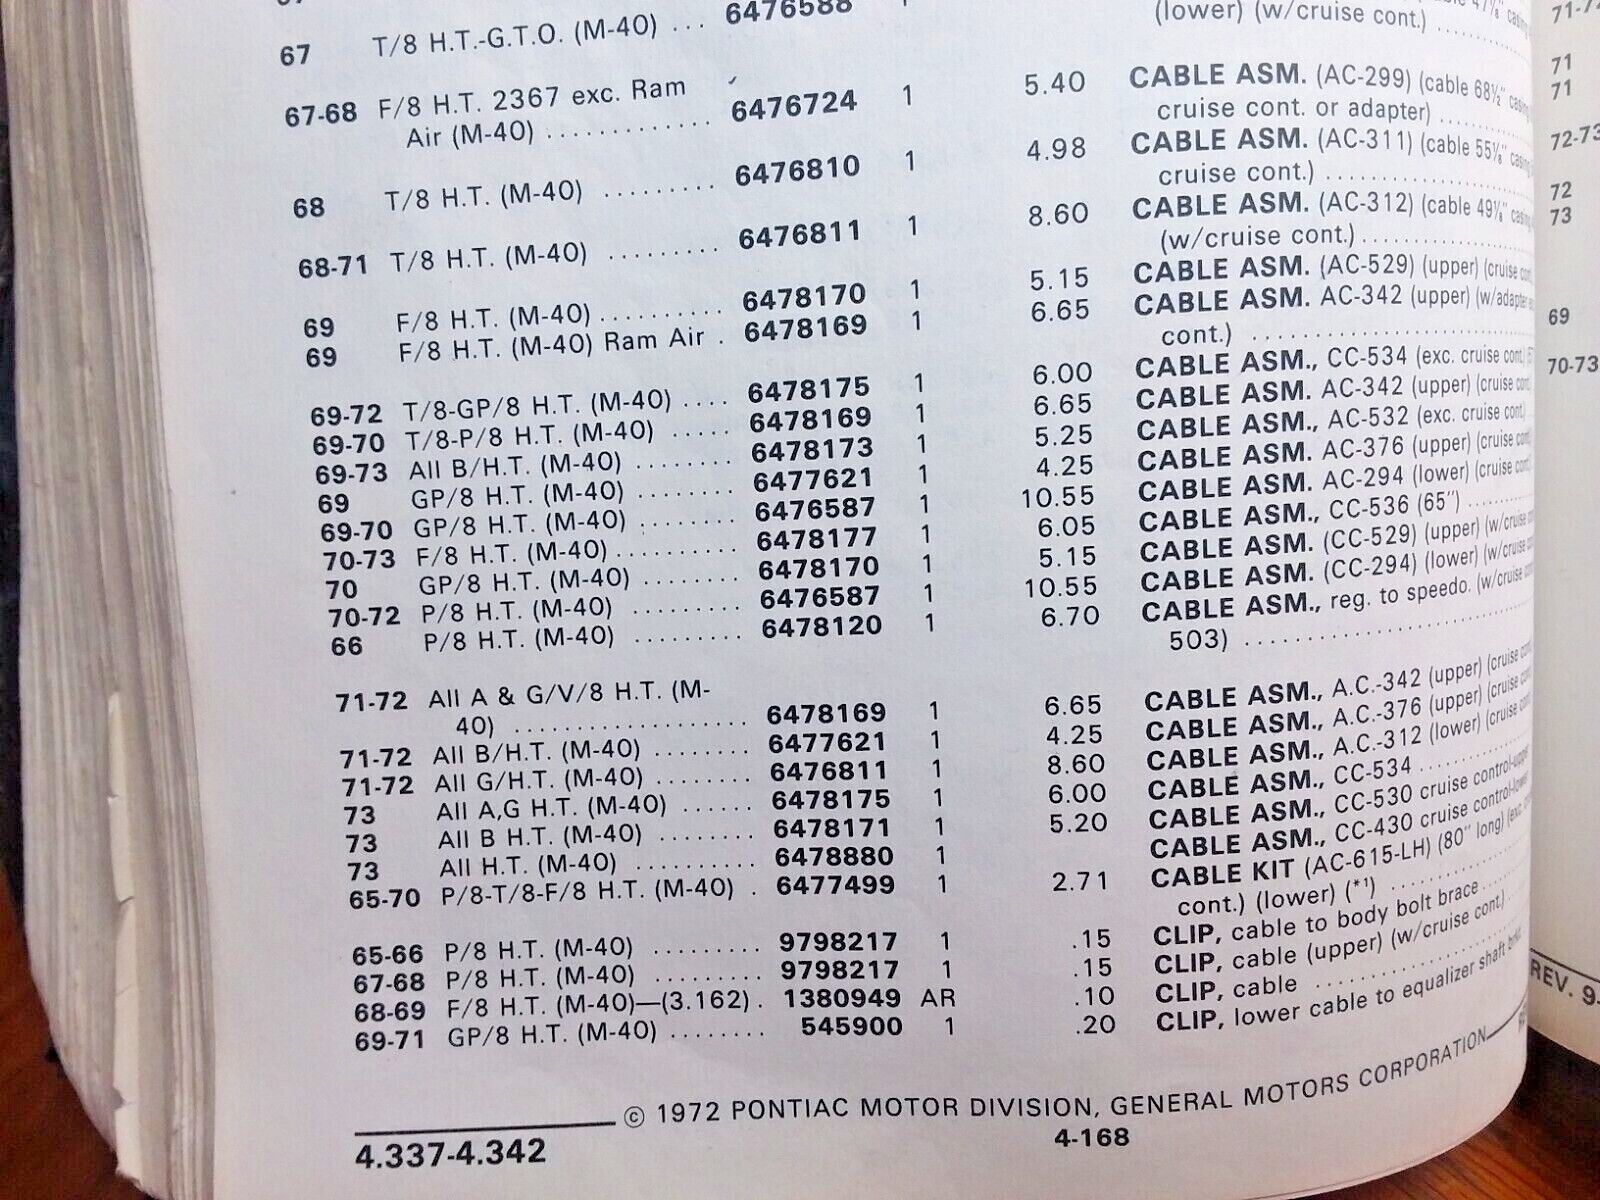 67 T/8 H.T.-G.T.O. (M-40) ... 6476588
(lower) (w/cruise cont.)
67-68 F/8 H.T. 2367 exc. Ram
Air (M-40) ............. 6476724 1 5.40 CABLE ASM. (AC-299) (cable 68½"
cruise cont. or adapter)
68 T/8 H.T. (M-40) ......... 6476810 1 4.98 CABLE ASM. (AC-311) (cable 55⅛"
cruise cont.)
68-71 T/8 H.T. (M-40) ......... 6476811 1 8.60 CABLE ASM. (AC-312) (cable 49⅛"
(w/cruise cont.)
69 F/8 H.T. (M-40) .......... 6478170 1 5.15 CABLE ASM. (AC-529) (upper) (cruise
69 F/8 H.T. (M-40) Ram Air . 6478169 1 6.65 CABLE ASM. AC-342 (upper) (w/adapter
cont.)
69-72 T/8-GP/8 H.T. (M-40) .... 6478175 1 6.00 CABLE ASM., CC-534 (exc. cruise cont.)
69-70 T/8-P/8 H.T. (M-40) ..... 6478169 1 6.65 CABLE ASM. AC-342 (upper) (cruise cont.
69-73 All B/H.T. (M-40) ........ 6478173 1 5.25 CABLE ASM., AC-532 (exc. cruise cont.)
69 GP/8 H.T. (M-40) ........ 6477621 1 4.25 CABLE ASM. AC-376 (upper) (cruise
69-70 GP/8 H.T. (M-40) ........ 6476587 1 10.55 CABLE ASM. AC-294 (lower) (cruise
70-73 F/8 H.T. (M-40) .......... 6478177 1 6.05 CABLE ASM., CC-536 (65")
70 GP/8 H.T. (M-40) ........ 6478170 1 5.15 CABLE ASM. (CC-529) (upper) (w/cruise
70-72 P/8 H.T. (M-40) ......... 6476587 1 10.55 CABLE ASM. (CC-294) (lower) (w/cruise
66 P/8 H.T. (M-40) ......... 6478120 1 6.70 CABLE ASM., reg. to speedo. (w/cruise
503)
71-72 All A & G/V/8 H.T. (M-
40) .................. 6478169 1 6.65 CABLE ASM., A.C.-342 (upper) (cruise
71-72 All B/H.T. (M-40) ........ 6477621 1 4.25 CABLE ASM., A.C.-376 (upper) (cruise
71-72 All G/H.T. (M-40) ........ 6476811 1 8.60 CABLE ASM., A.C.-312 (lower) (cruise
73 All A,G H.T. (M-40) ...... 6478175 1 6.00 CABLE ASM., CC-534
73 All B H.T. (M-40) ........ 6478171 1 5.20 CABLE ASM., CC-530 cruise control-upper
73 All H.T. (M-40) .......... 6478880 1 CABLE ASM., CC-430 cruise control-lower
65-70 P/8-T/8-F/8 H.T. (M-40) . 6477499 1 2.71 CABLE KIT (AC-615-LH) (80" long) (exc.
cont.) (lower) (*1)
65-66 P/8 H.T. (M-40) ......... 9798217 1 .15 CLIP, cable to body bolt brace
67-68 P/8 H.T. (M-40) ......... 9798217 1 .15 CLIP, cable (upper) (w/cruise cont.)
68-69 F/8 H.T. (M-40)—(3.162) . 1380949 AR .10 CLIP, cable
69-71 GP/8 H.T. (M-40) ........ 545900 1 .20 CLIP, lower cable to equalizer shaft
© 1972 PONTIAC MOTOR DIVISION, GENERAL MOTORS CORPORATION
4.337-4.342 4-168
71
71
72-73
72
73
69
70-73
REV. 9-